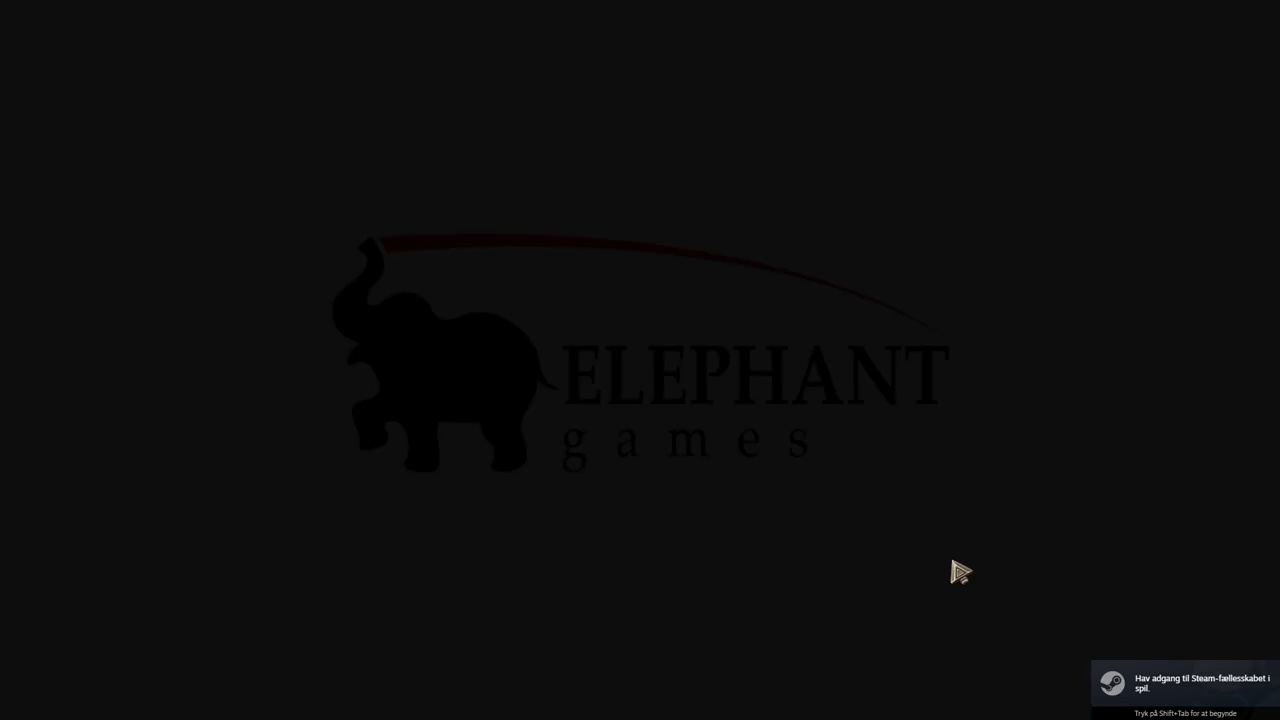 ELEPHANT
games
Hav adgang til Steam-fællesskabet i
spil.
Tryk på Shift+Tab for at begynde